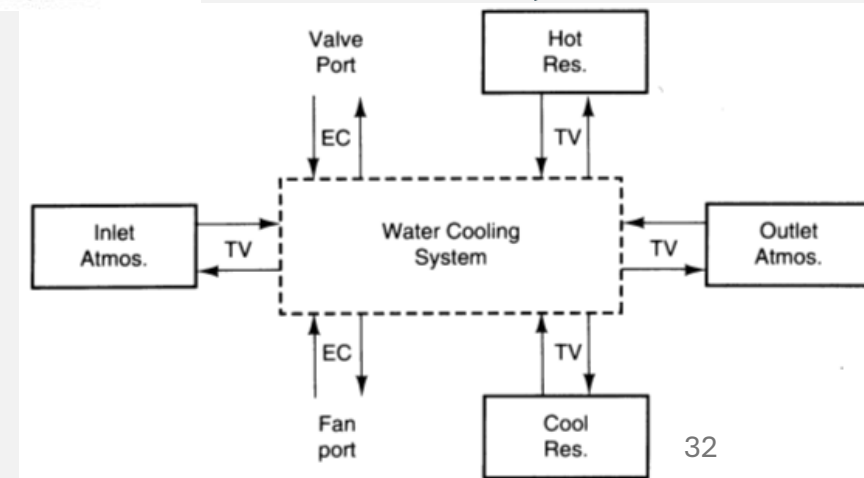 Valve
Port
Hot
Res.
EC
TV
Inlet
Atmos.
TV
Water Cooling
System
TV
Outlet
Atmos.
EC
TV
Fan
port
Cool
Res.
32